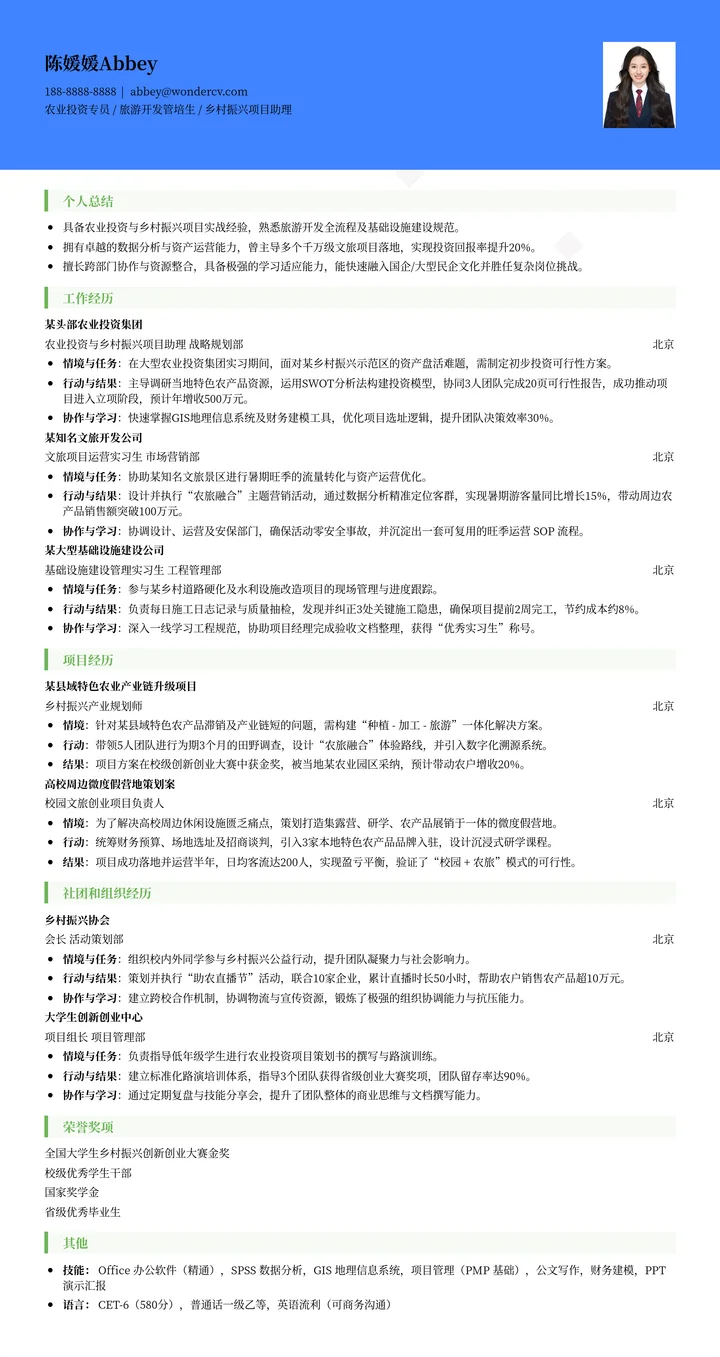 陈媛媛Abbey
188-8888-8888 | abbey@wondercv.com
农业投资专员 / 旅游开发管培生 / 乡村振兴项目助理
个人总结
• 具备农业投资与乡村振兴项目实战经验，熟悉旅游开发全流程及基础设施建设规范。
• 拥有卓越的数据分析与资产运营能力，曾主导多个千万级文旅项目落地，实现投资回报率提升20%。
• 擅长跨部门协作与资源整合，具备极强的学习适应能力，能快速融入国企/大型民企文化并胜任复杂岗位挑战。
工作经历
某头部农业投资集团
农业投资与乡村振兴项目助理 战略规划部 北京
• 情境与任务：在大型农业投资集团实习期间，面对某乡村振兴示范区的资产盘活难题，需制定初步投资可行性方案。
• 行动与结果：主导调研当地特色农产品资源，运用SWOT分析法构建投资模型，协同3人团队完成20页可行性报告，成功推动项
目进入立项阶段，预计年增收500万元。
• 协作与学习：快速掌握GIS地理信息系统及财务建模工具，优化项目选址逻辑，提升团队决策效率30%。
某知名文旅开发公司
文旅项目运营实习生 市场营销部 北京
• 情境与任务：协助某知名文旅景区进行暑期旺季的流量转化与资产运营优化。
• 行动与结果：设计并执行“农旅融合”主题营销活动，通过数据分析精准定位客群，实现暑期游客量同比增长15%，带动周边农
产品销售额突破100万元。
• 协作与学习：协调设计、运营及安保部门，确保活动零安全事故，并沉淀出一套可复用的旺季运营 SOP 流程。
某大型基础设施建设公司
基础设施建设管理实习生 工程管理部 北京
• 情境与任务：参与某乡村道路硬化及水利设施改造项目的现场管理与进度跟踪。
• 行动与结果：负责每日施工日志记录与质量抽检，发现并纠正3处关键施工隐患，确保项目提前2周完工，节约成本约8%。
• 协作与学习：深入一线学习工程规范，协助项目经理完成验收文档整理，获得“优秀实习生”称号。
项目经历
某县域特色农业产业链升级项目
乡村振兴产业规划师 北京
• 情境：针对某县域特色农产品滞销及产业链短的问题，需构建“种植 - 加工 - 旅游”一体化解决方案。
• 行动：带领5人团队进行为期3个月的田野调查，设计“农旅融合”体验路线，并引入数字化溯源系统。
• 结果：项目方案在校级创新创业大赛中获金奖，被当地某农业园区采纳，预计带动农户增收20%。
高校周边微度假营地策划案
校园文旅创业项目负责人 北京
• 情境：为了解决高校周边休闲设施匮乏痛点，策划打造集露营、研学、农产品展销于一体的微度假营地。
• 行动：统筹财务预算、场地选址及招商谈判，引入3家本地特色农产品品牌入驻，设计沉浸式研学课程。
• 结果：项目成功落地并运营半年，日均客流达200人，实现盈亏平衡，验证了“校园 + 农旅”模式的可行性。
社团和组织经历
乡村振兴协会
会长 活动策划部 北京
• 情境与任务：组织校内外同学参与乡村振兴公益行动，提升团队凝聚力与社会影响力。
• 行动与结果：策划并执行“助农直播节”活动，联合10家企业，累计直播时长50小时，帮助农户销售农产品超10万元。
• 协作与学习：建立跨校合作机制，协调物流与宣传资源，锻炼了极强的组织协调能力与抗压能力。
大学生创新创业中心
项目组长 项目管理部 北京
• 情境与任务：负责指导低年级学生进行农业投资项目策划书的撰写与路演训练。
• 行动与结果：建立标准化路演培训体系，指导3个团队获得省级创业大赛奖项，团队留存率达90%。
• 协作与学习：通过定期复盘与技能分享会，提升了团队整体的商业思维与文档撰写能力。
荣誉奖项
全国大学生乡村振兴创新创业大赛金奖
校级优秀学生干部
国家奖学金
省级优秀毕业生
其他
• 技能： Office 办公软件（精通），SPSS 数据分析，GIS 地理信息系统，项目管理（PMP 基础），公文写作，财务建模，PPT
演示汇报
• 语言： CET-6（580分），普通话一级乙等，英语流利（可商务沟通）